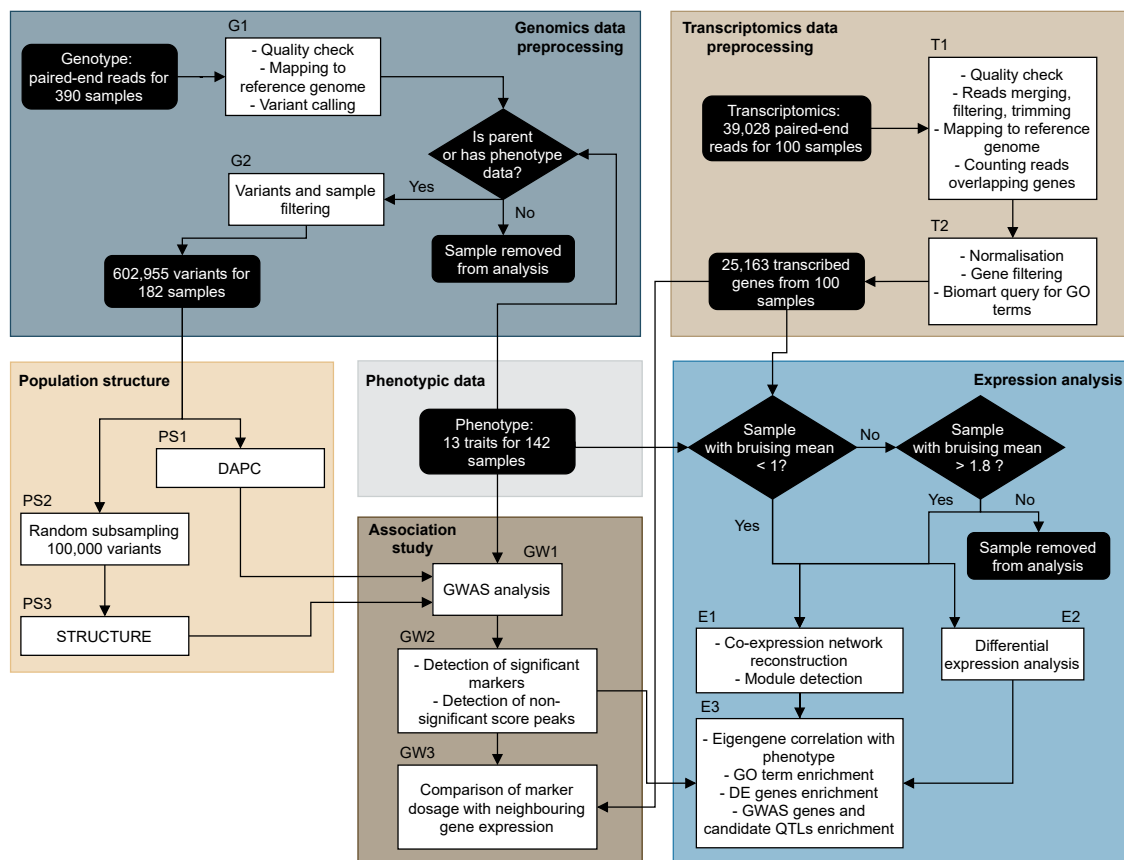 Genomics data
preprocessing
G1
Genotype:
paired-end reads for
390 samples
- Quality check
- Mapping to
reference genome
- Variant calling
Is parent
or has phenotype
data?
Yes
No
G2
Variants and sample
filtering
Sample removed
from analysis
602,955 variants for
182 samples
Transcriptomics data
preprocessing
T1
Transcriptomics:
39,028 paired-end
reads for 100 samples
- Quality check
- Reads merging,
filtering, trimming
- Mapping to reference
genome
- Counting reads
overlapping genes
T2
- Normalisation
- Gene filtering
- Biomart query for GO
terms
25,163 transcribed
genes from 100
samples
Population structure
PS1
DAPC
PS2
Random subsampling
100,000 variants
PS3
STRUCTURE
Phenotypic data
Phenotype:
13 traits for 142
samples
Association
study
GW1
GWAS analysis
GW2
- Detection of significant
markers
- Detection of non-
significant score peaks
GW3
Comparison of marker
dosage with neighbouring
gene expression
Expression analysis
Sample
with bruising mean
< 1?
No
Sample
with bruising mean
> 1.8 ?
Yes
Yes
No
Sample removed
from analysis
E1
- Co-expression network
reconstruction
- Module detection
E2
Differential
expression analysis
E3
- Eigengene correlation with
phenotype
- GO term enrichment
- DE genes enrichment
- GWAS genes and
candidate QTLs enrichment